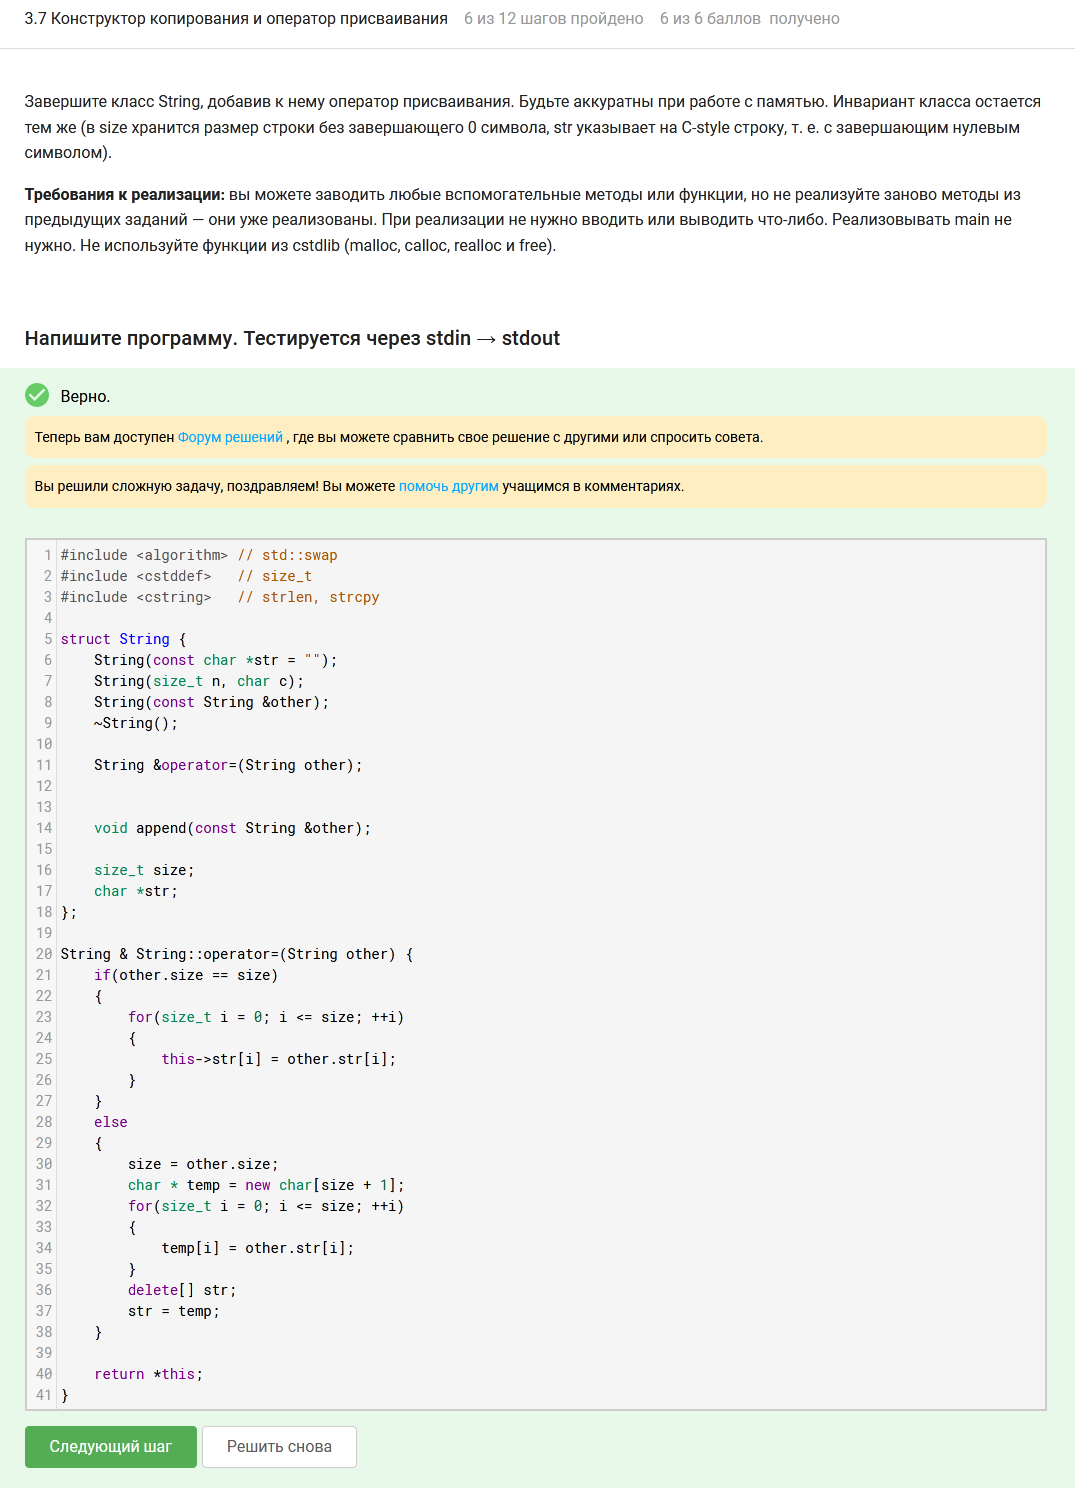 3.7 Конструктор копирования и оператор присваивания 6 из 12 шагов пройдено 6 из 6 баллов получено
Завершите класс String, добавив к нему оператор присваивания. Будьте аккуратны при работе с памятью. Инвариант класса остается
тем же (в size хранится размер строки без завершающего 0 символа, str указывает на C-style строку, т. е. с завершающим нулевым
символом).
Требования к реализации: вы можете заводить любые вспомогательные методы или функции, но не реализуйте заново методы из
предыдущих заданий — они уже реализованы. При реализации не нужно вводить или выводить что-либо. Реализовывать main не
нужно. Не используйте функции из cstdlib (malloc, calloc, realloc и free).
Напишите программу. Тестируется через stdin → stdout
Верно.
Теперь вам доступен Форум решений , где вы можете сравнить свое решение с другими или спросить совета.
Вы решили сложную задачу, поздравляем! Вы можете помочь другим учащимся в комментариях.
1 #include <algorithm> // std::swap
2 #include <cstddef>   // size_t
3 #include <cstring>   // strlen, strcpy
4
5 struct String {
6     String(const char *str = "");
7     String(size_t n, char c);
8     String(const String &other);
9     ~String();
10
11     String &operator=(String other);
12
13
14     void append(const String &other);
15
16     size_t size;
17     char *str;
18 };
19
20 String & String::operator=(String other) {
21     if(other.size == size)
22     {
23         for(size_t i = 0; i <= size; ++i)
24         {
25             this->str[i] = other.str[i];
26         }
27     }
28     else
29     {
30         size = other.size;
31         char * temp = new char[size + 1];
32         for(size_t i = 0; i <= size; ++i)
33         {
34             temp[i] = other.str[i];
35         }
36         delete[] str;
37         str = temp;
38     }
39
40     return *this;
41 }
Следующий шаг Решить снова